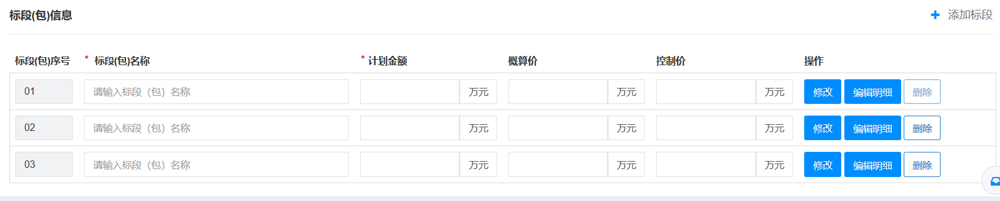 标段(包)信息
添加标段
标段(包)序号 * 标段(包)名称 * 计划金额 概算价 控制价 操作
01 请输入标段（包）名称 万元 万元 万元 修改 编辑明细 删除
02 请输入标段（包）名称 万元 万元 万元 修改 编辑明细 删除
03 请输入标段（包）名称 万元 万元 万元 修改 编辑明细 删除